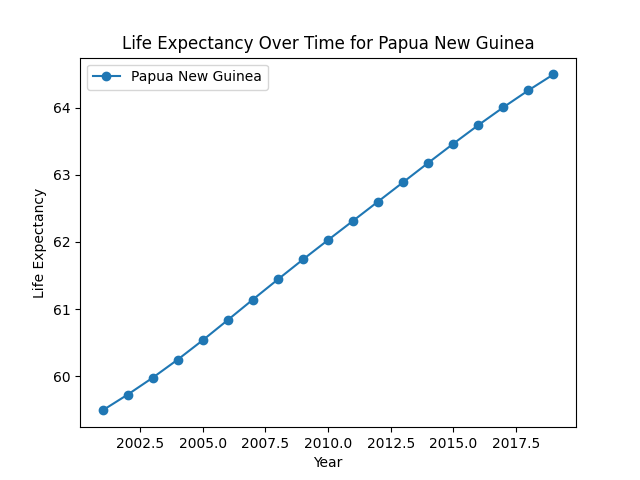 Life Expectancy Over Time for Papua New Guinea
Papua New Guinea
Life Expectancy
64
63
62
61
60
2002.5 2005.0 2007.5 2010.0 2012.5 2015.0 2017.5
Year